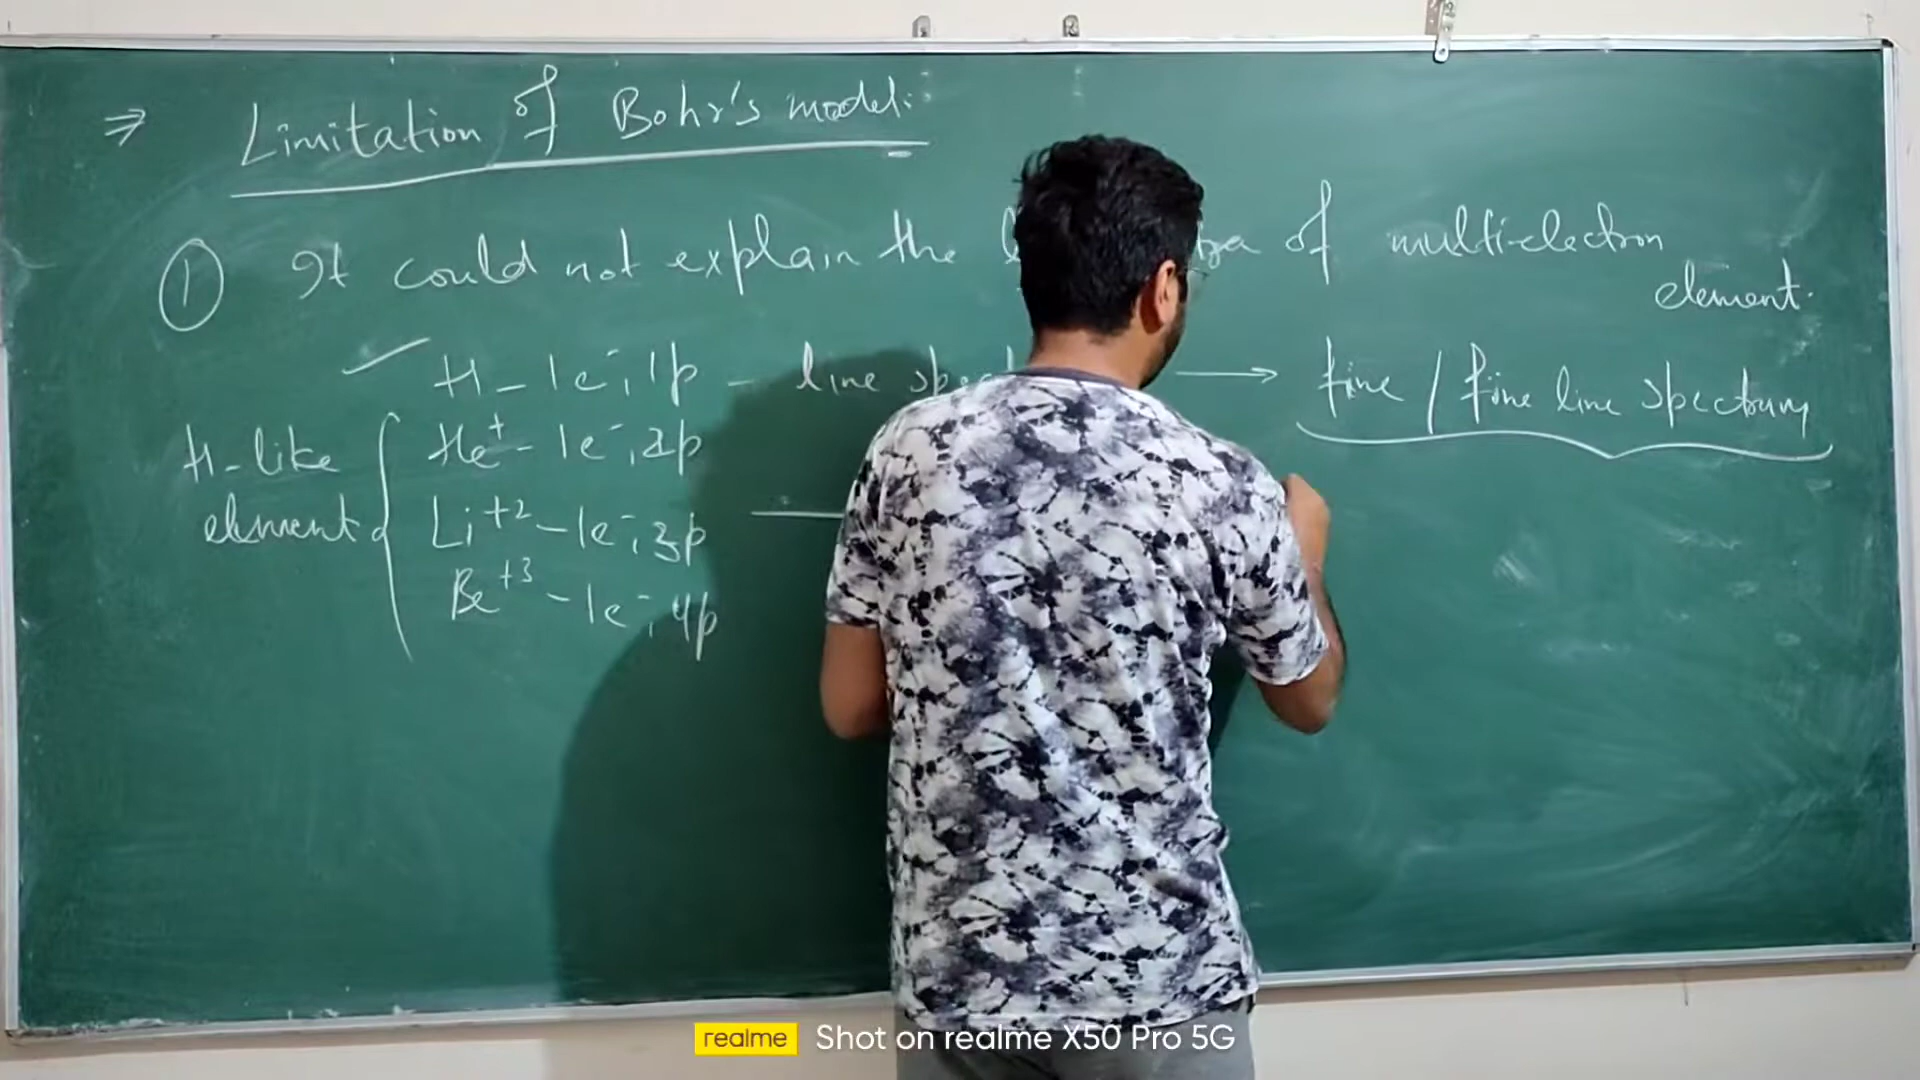 ⇒ Limitation of Bohr's model:
① It could not explain the of multi-electron
element.
H - 1e⁻, 1p - line → fine / fine line spectrum
H-like He⁺ - 1e⁻, 2p
element Li⁺² - 1e⁻, 3p
Be⁺³ - 1e⁻, 4p
realme Shot on realme X50 Pro 5G